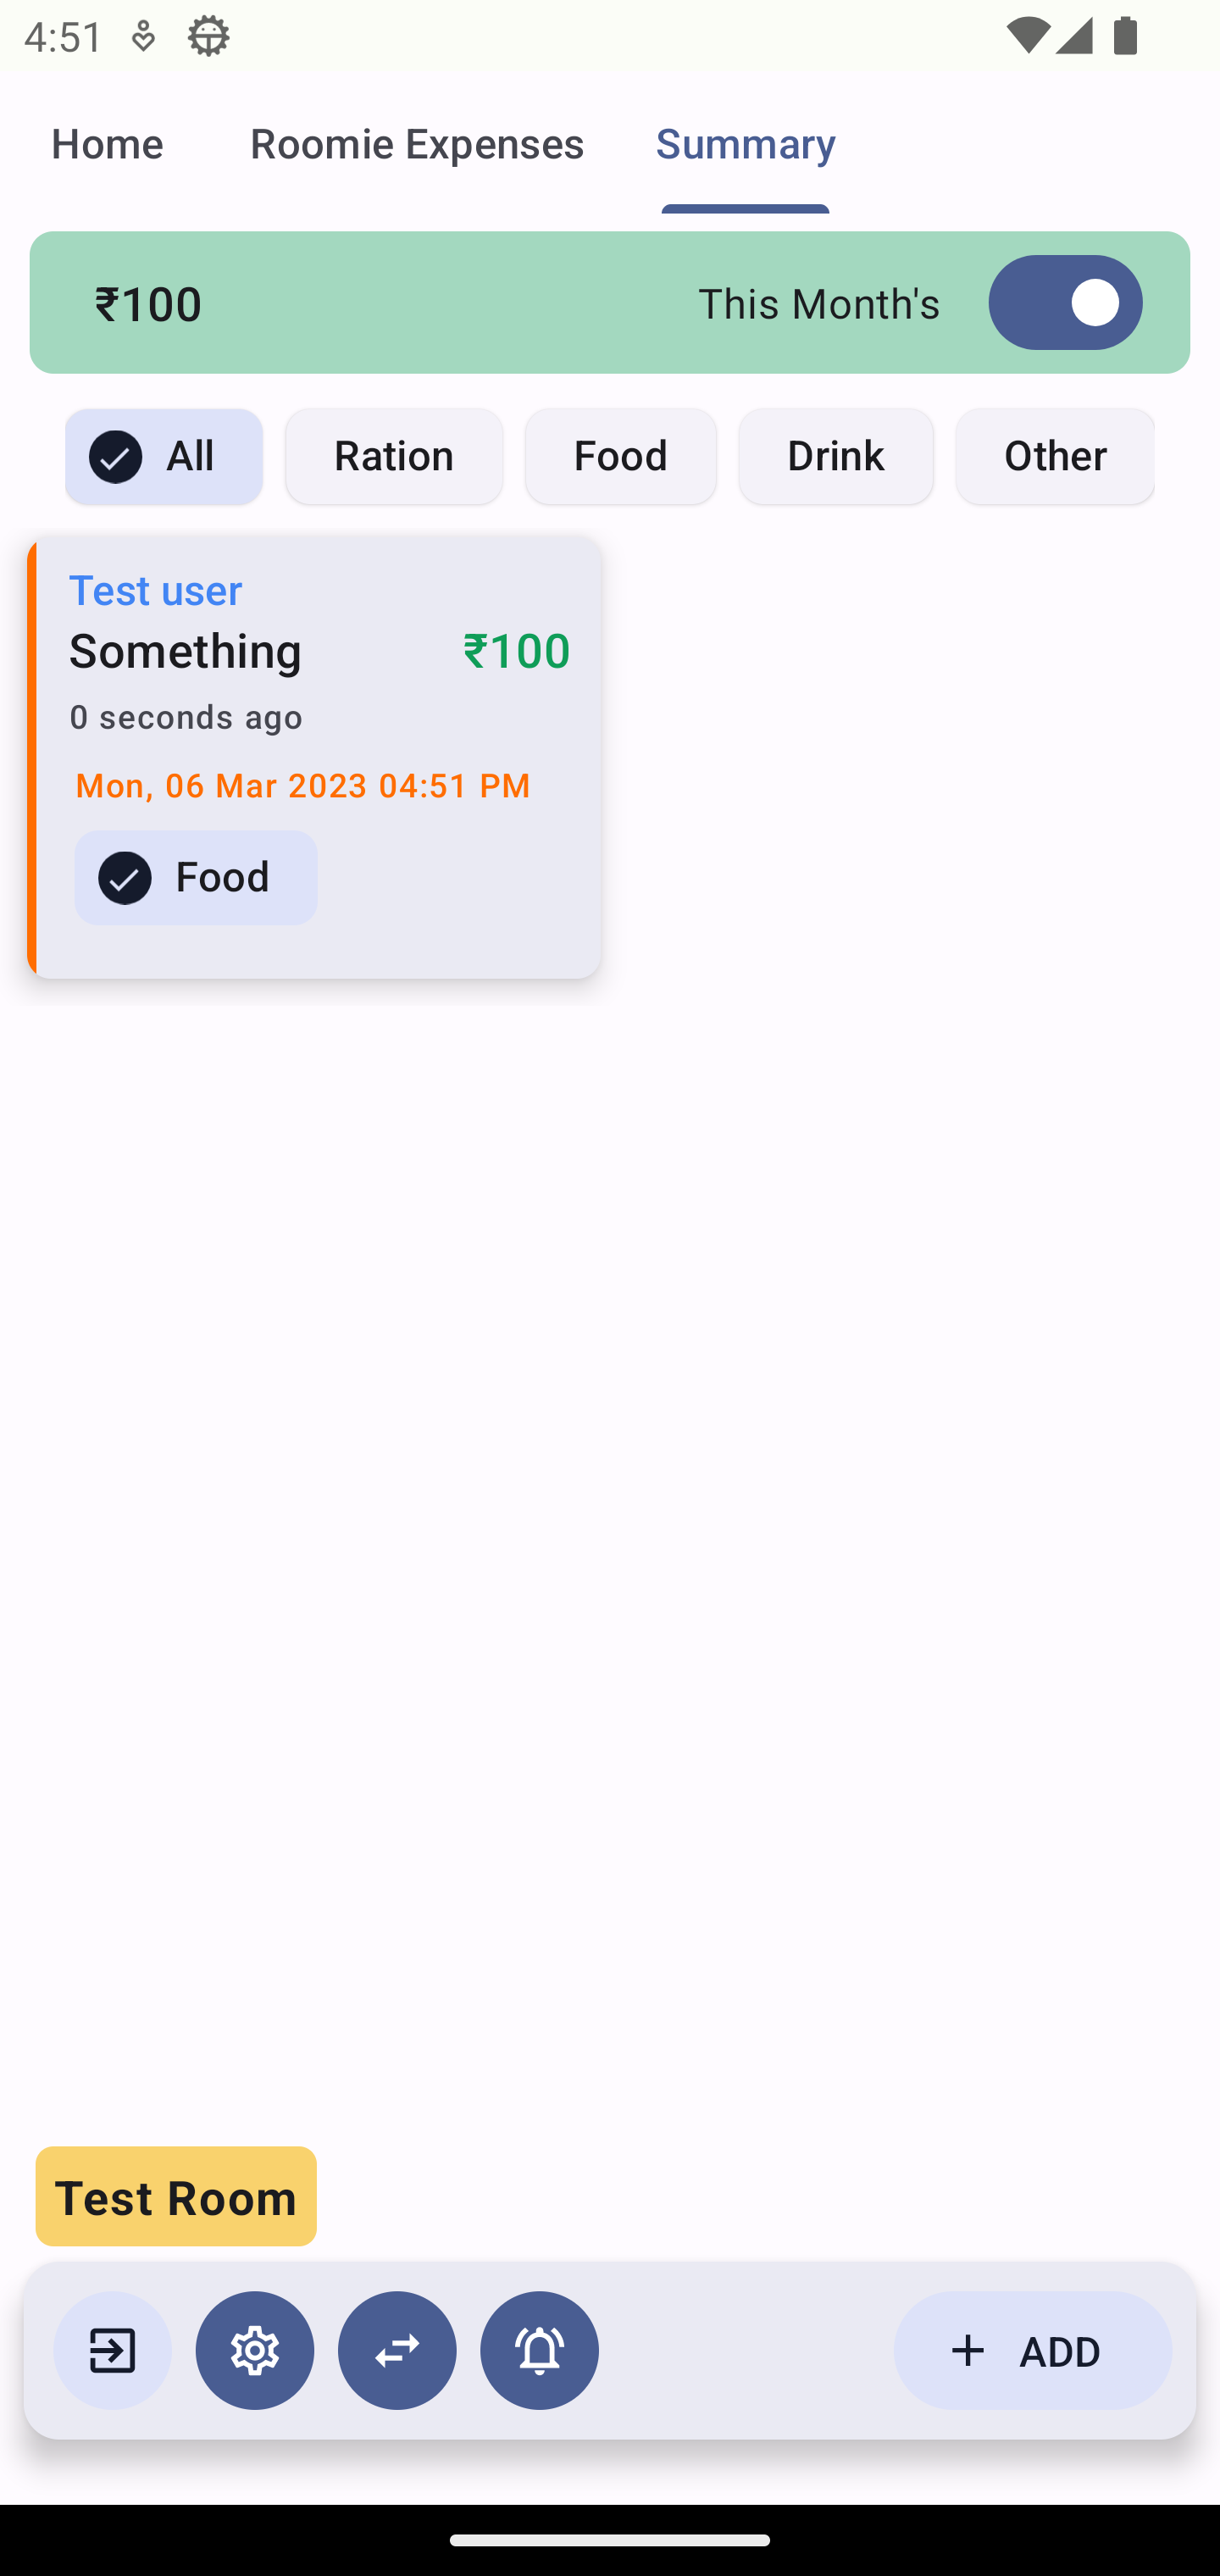 4:51
Home Roomie Expenses Summary
₹100 This Month's
All Ration Food Drink Other
Test user
Something ₹100
0 seconds ago
Mon, 06 Mar 2023 04:51 PM
Food
Test Room
ADD